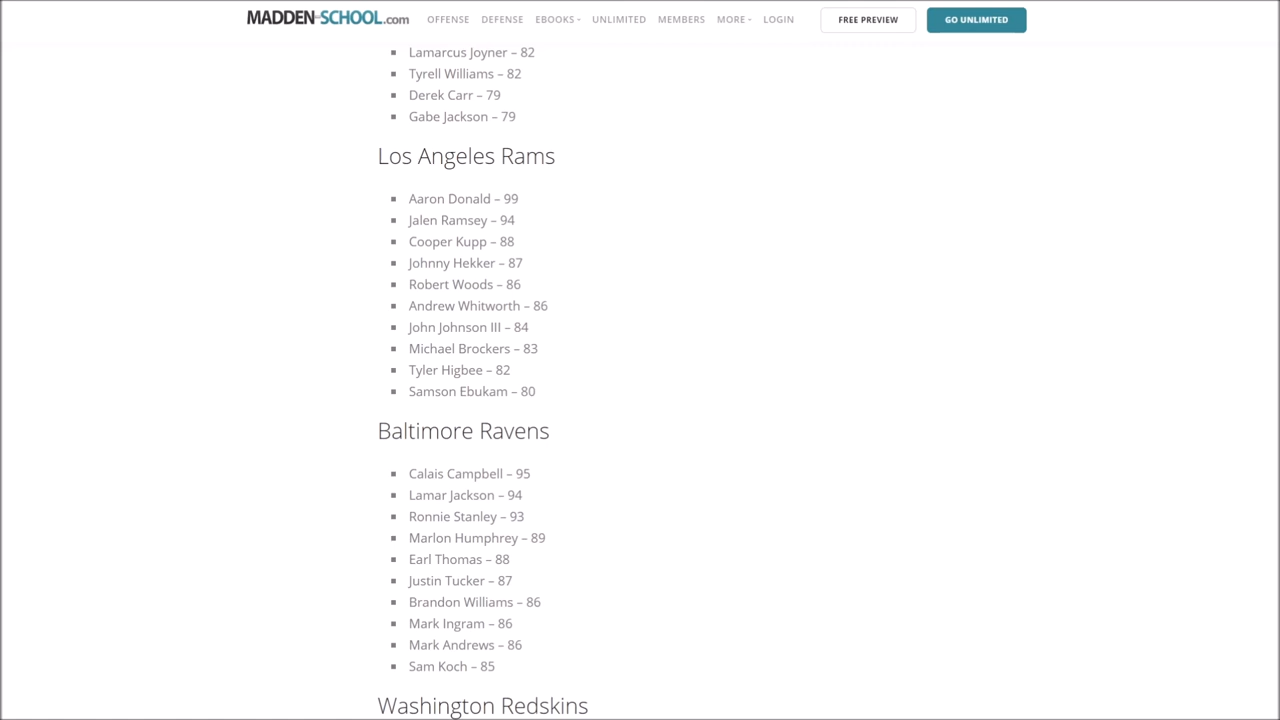 MADDEN-SCHOOL.com OFFENSE DEFENSE EBOOKS UNLIMITED MEMBERS MORE LOGIN FREE PREVIEW GO UNLIMITED
Lamarcus Joyner – 82
Tyrell Williams – 82
Derek Carr – 79
Gabe Jackson – 79
Los Angeles Rams
Aaron Donald – 99
Jalen Ramsey – 94
Cooper Kupp – 88
Johnny Hekker – 87
Robert Woods – 86
Andrew Whitworth – 86
John Johnson III – 84
Michael Brockers – 83
Tyler Higbee – 82
Samson Ebukam – 80
Baltimore Ravens
Calais Campbell – 95
Lamar Jackson – 94
Ronnie Stanley – 93
Marlon Humphrey – 89
Earl Thomas – 88
Justin Tucker – 87
Brandon Williams – 86
Mark Ingram – 86
Mark Andrews – 86
Sam Koch – 85
Washington Redskins